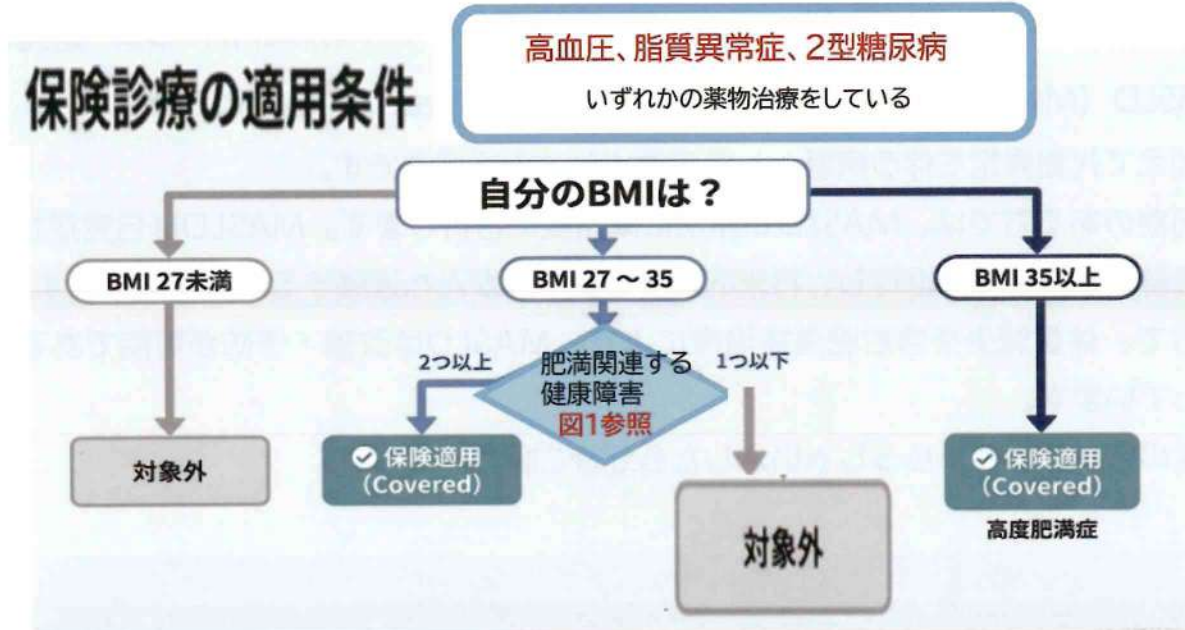 高血圧、脂質異常症、2型糖尿病
いずれかの薬物治療をしている
保険診療の適用条件
自分のBMIは？
BMI 27未満
BMI 27～35
BMI 35以上
2つ以上
肥満関連する
健康障害
図1参照
1つ以下
対象外
保険適用
(Covered)
対象外
保険適用
(Covered)
高度肥満症